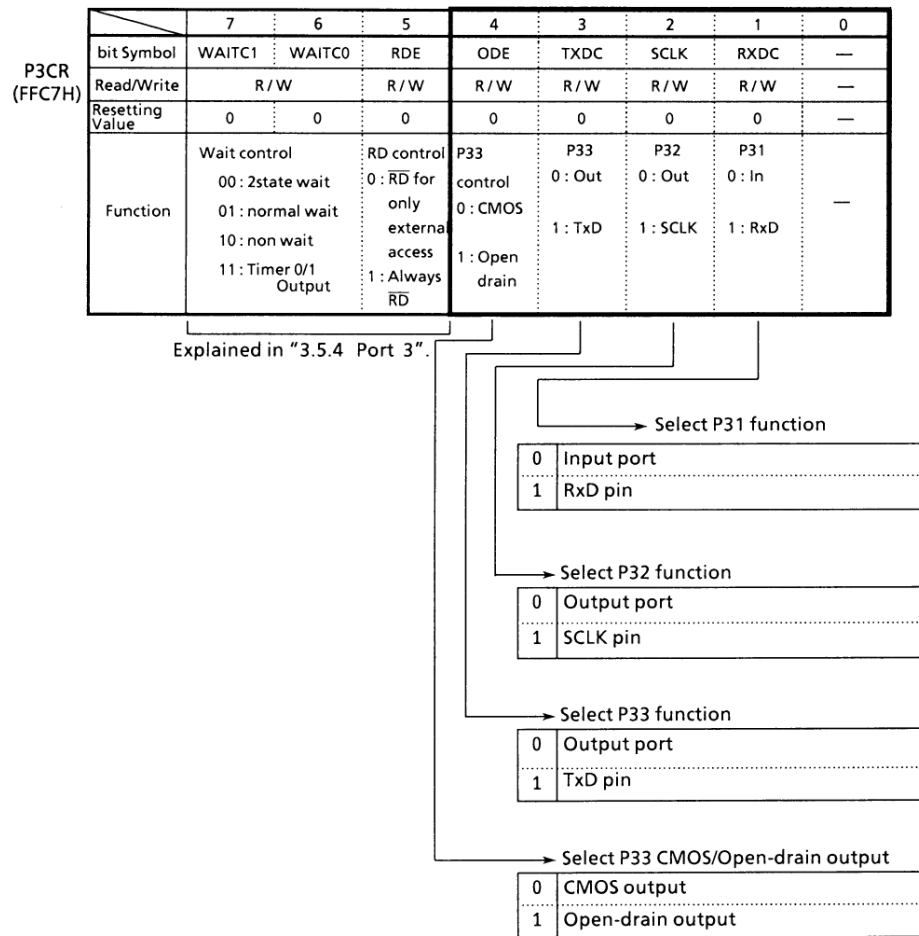 7 6 5 4 3 2 1 0
bit Symbol WAITC1 WAITC0 RDE ODE TXDC SCLK RXDC —
P3CR
(FFC7H)
Read/Write R/W R/W R/W R/W R/W R/W —
Resetting
Value 0 0 0 0 0 0 0 —
Function
Wait control
00 : 2state wait
01 : normal wait
10 : non wait
11 : Timer 0/1
Output
RD control
0 : R̅D̅ for
only
external
access
1 : Always
R̅D̅
P33
control
0 : CMOS
1 : Open
drain
P33
0 : Out
1 : TxD
P32
0 : Out
1 : SCLK
P31
0 : In
1 : RxD
—
Explained in "3.5.4 Port 3".
Select P31 function
0 Input port
1 RxD pin
Select P32 function
0 Output port
1 SCLK pin
Select P33 function
0 Output port
1 TxD pin
Select P33 CMOS/Open-drain output
0 CMOS output
1 Open-drain output